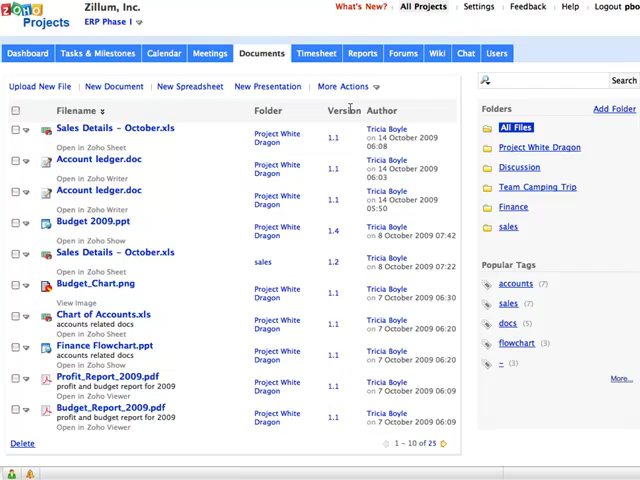 ZOHO
Projects
Zillum, Inc.
ERP Phase I
What's New? All Projects Settings Feedback Help Logout pbo
Dashboard Tasks & Milestones Calendar Meetings Documents Timesheet Reports Forums Wiki Chat Users
Upload New File New Document New Spreadsheet New Presentation More Actions
Search
Filename Folder Version Author
Sales Details - October.xls
Open in Zoho Sheet
Project White
Dragon
1.1
Tricia Boyle
on 14 October 2009
06:08
Account ledger.doc
Open in Zoho Writer
Project White
Dragon
1.1
Tricia Boyle
on 14 October 2009
06:03
Account ledger.doc
Open in Zoho Writer
Project White
Dragon
1.1
Tricia Boyle
on 14 October 2009
05:50
Budget 2009.ppt
Open in Zoho Show
Project White
Dragon
1.4
Tricia Boyle
on 8 October 2009 07:42
Sales Details - October.xls
Open in Zoho Sheet
sales
1.2
Tricia Boyle
on 8 October 2009 07:22
Budget_Chart.png
View Image
Project White
Dragon
1.1
Tricia Boyle
on 7 October 2009 06:30
Chart of Accounts.xls
accounts related docs
Open in Zoho Sheet
Project White
Dragon
1.1
Tricia Boyle
on 7 October 2009 06:20
Finance Flowchart.ppt
accounts related docs
Open in Zoho Show
Project White
Dragon
1.1
Tricia Boyle
on 7 October 2009 06:20
Profit_Report_2009.pdf
profit and budget report for 2009
Open in Zoho Viewer
Project White
Dragon
1.1
Tricia Boyle
on 7 October 2009 06:09
Budget_Report_2009.pdf
profit and budget report for 2009
Open in Zoho Viewer
Project White
Dragon
1.1
Tricia Boyle
on 7 October 2009 06:09
Delete
1 - 10 of 25
Folders Add Folder
All Files
Project White Dragon
Discussion
Team Camping Trip
Finance
sales
Popular Tags
accounts (7)
sales (7)
docs (5)
flowchart (3)
- (3)
More...